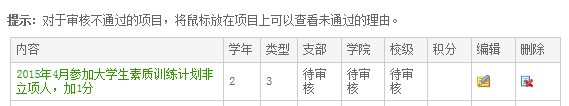 提示：对于审核不通过的项目，将鼠标放在项目上可以查看未通过的理由。
内容 学年 类型 支部 学院 校级 积分 编辑 删除
2015年4月参加大学生素质训练计划非 2 3 待审 待审 待审
立项人，加1分 核 核 核